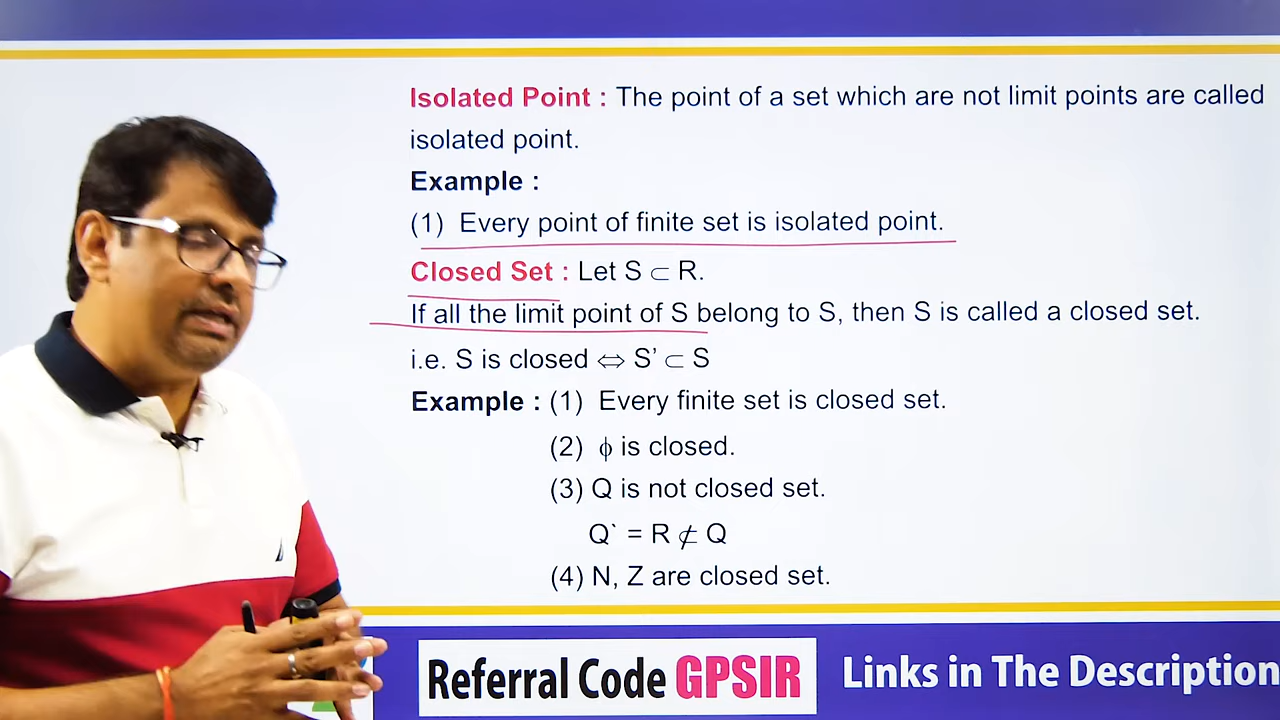 Isolated Point : The point of a set which are not limit points are called
isolated point.
Example :
(1) Every point of finite set is isolated point.
Closed Set : Let S ⊂ R.
If all the limit point of S belong to S, then S is called a closed set.
i.e. S is closed ⇔ S’ ⊂ S
Example : (1) Every finite set is closed set.
(2) ϕ is closed.
(3) Q is not closed set.
Q` = R ⊄ Q
(4) N, Z are closed set.
Referral Code GPSIR
Links in The Description